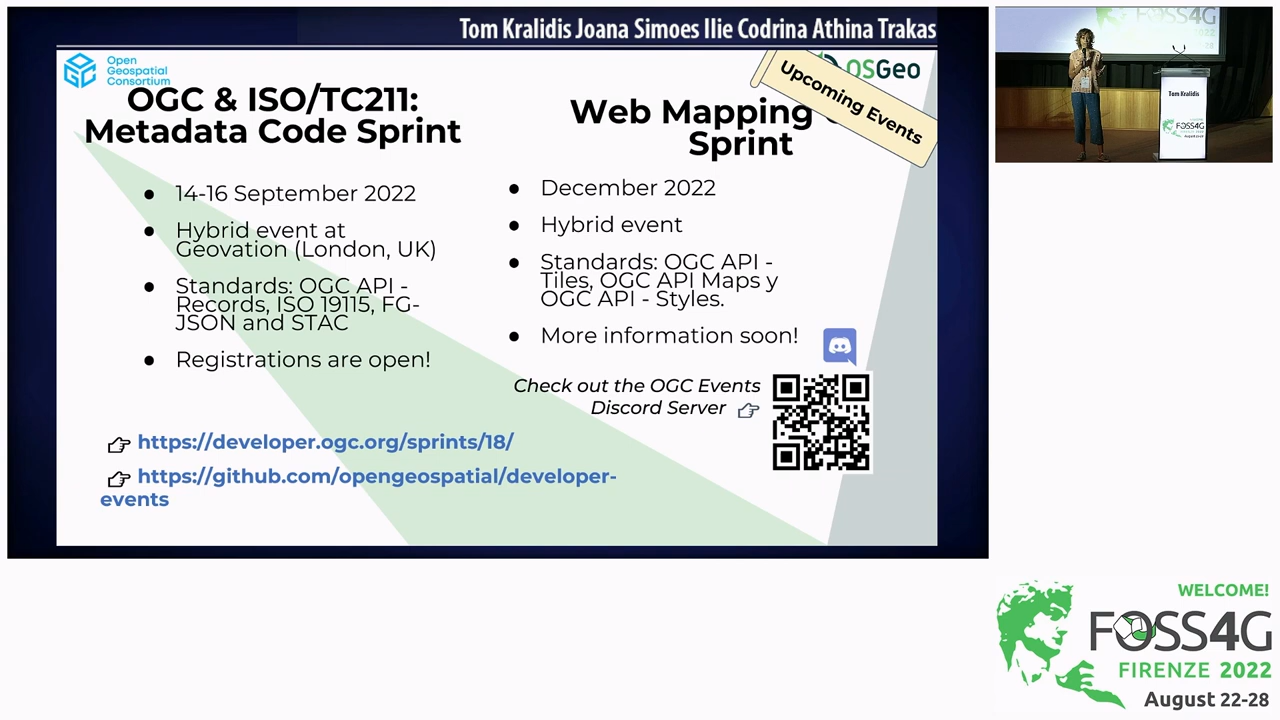 Tom Kralidis Joana Simoes Ilie Codrina Athina Trakas
Open
Geospatial
Consortium
OSGeo
Upcoming Events
OGC & ISO/TC211:
Metadata Code Sprint
● 14-16 September 2022
● Hybrid event at
Geovation (London, UK)
● Standards: OGC API -
Records, ISO 19115, FG-
JSON and STAC
● Registrations are open!
Web Mapping
Sprint
● December 2022
● Hybrid event
● Standards: OGC API -
Tiles, OGC API Maps y
OGC API - Styles.
● More information soon!
Check out the OGC Events
Discord Server
https://developer.ogc.org/sprints/18/
https://github.com/opengeospatial/developer-
events
FOSS4G
2022
Tom Kralidis
FOSS4G
WELCOME!
FOSS4G
FIRENZE 2022
August 22-28